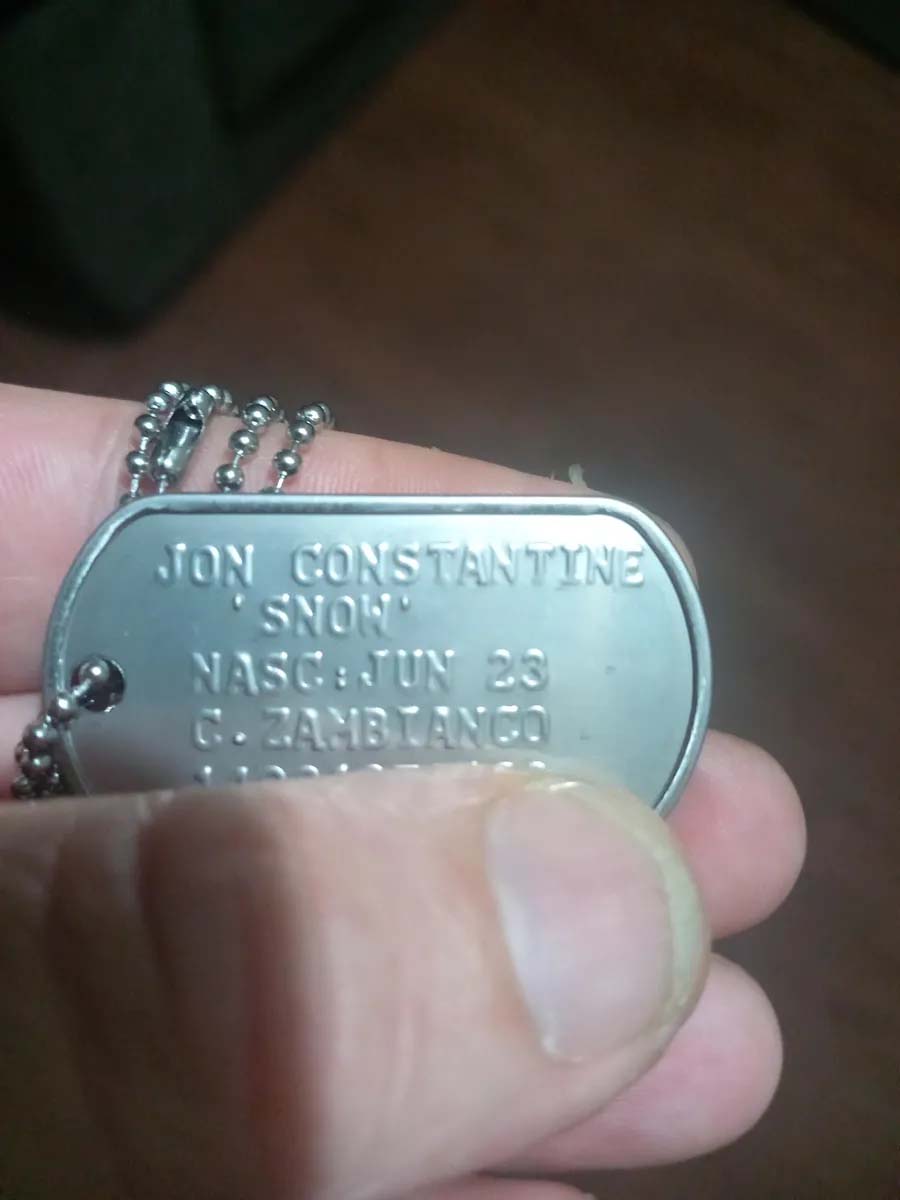 JON CONSTANTINE
'SNOW'
NASC:JUN 23
C.ZAMBIANCO